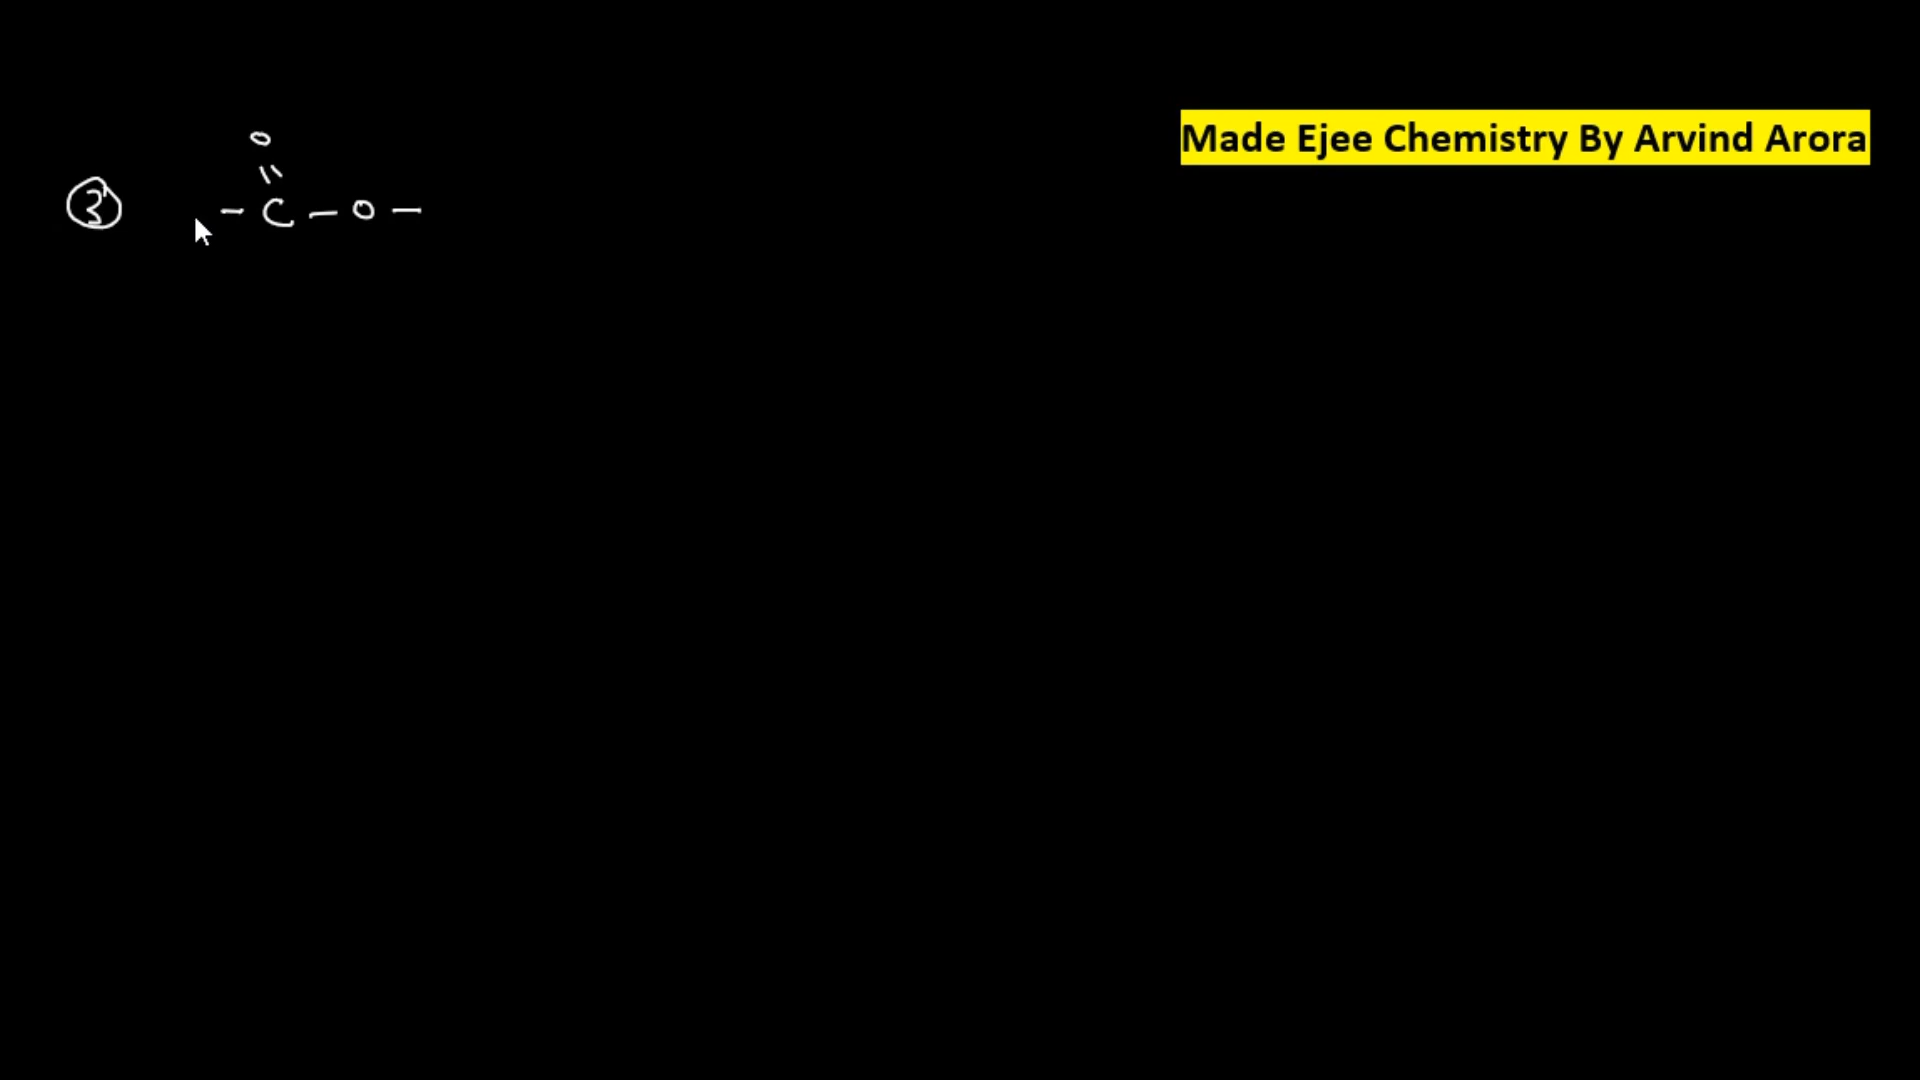 Made Ejee Chemistry By Arvind Arora
O
||
③ - C - O -